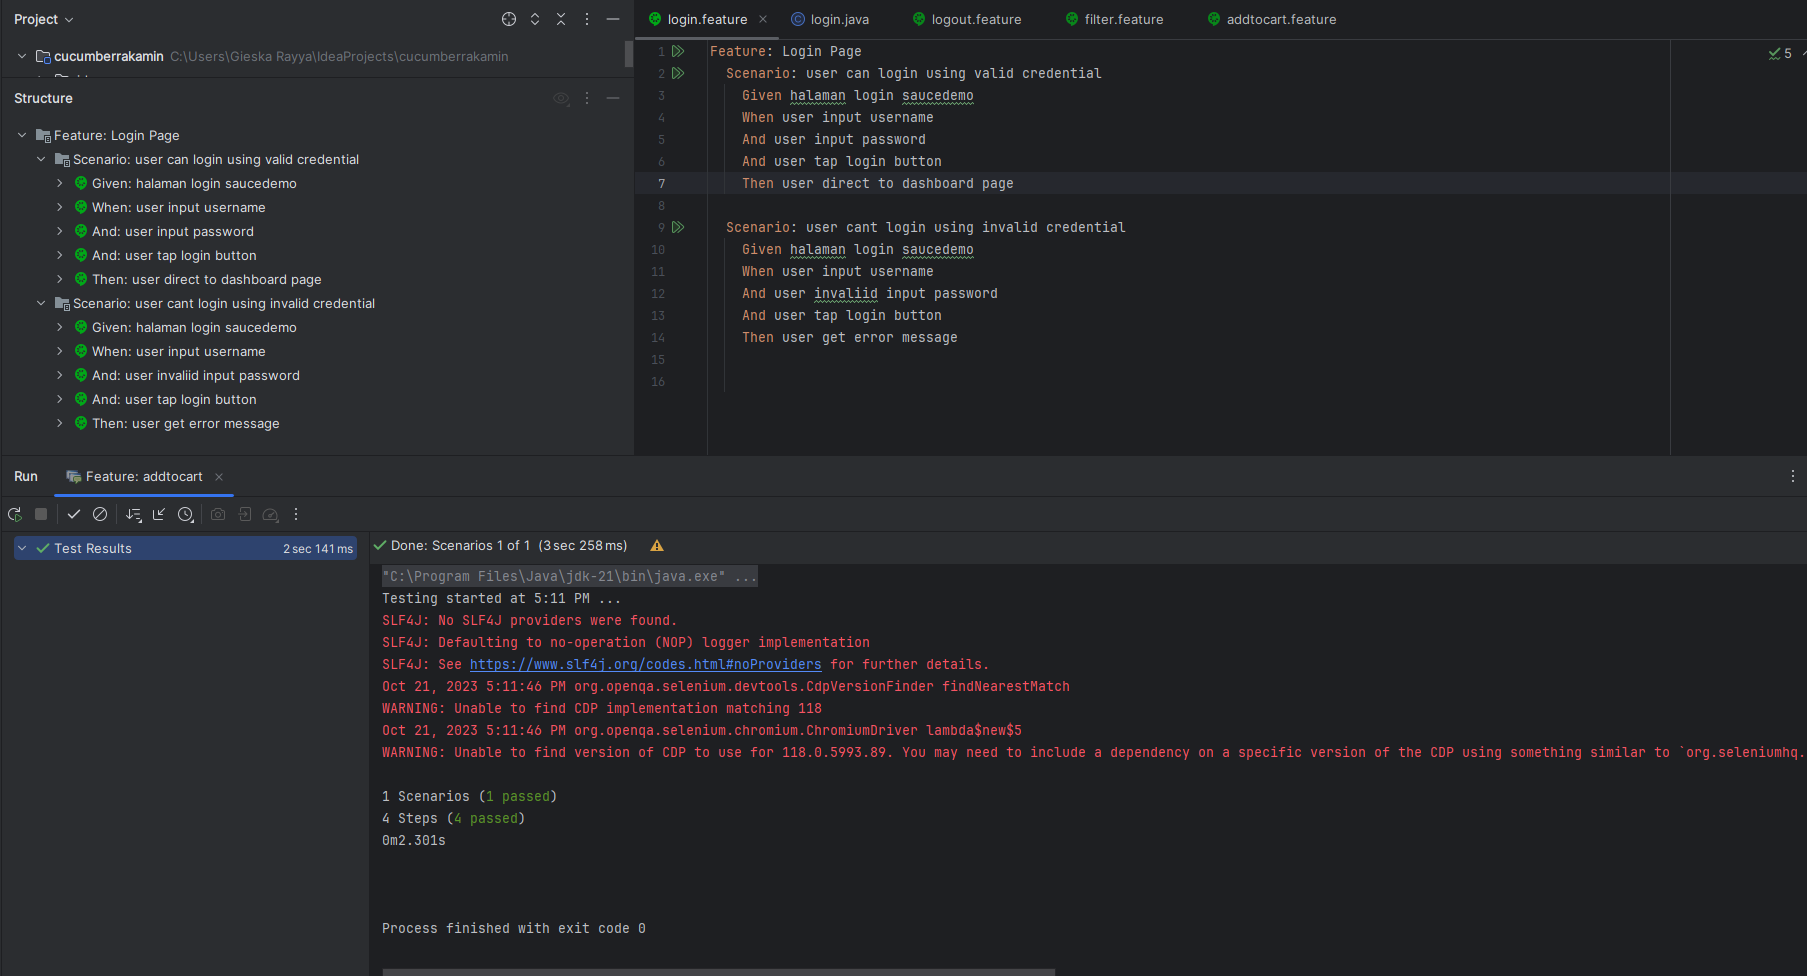 Project
cucumberrakamin C:\Users\Gieska Rayya\IdeaProjects\cucumberrakamin
Structure
Feature: Login Page
Scenario: user can login using valid credential
Given: halaman login saucedemo
When: user input username
And: user input password
And: user tap login button
Then: user direct to dashboard page
Scenario: user cant login using invalid credential
Given: halaman login saucedemo
When: user input username
And: user invaliid input password
And: user tap login button
Then: user get error message
login.feature login.java logout.feature filter.feature addtocart.feature
5
1 Feature: Login Page
2 Scenario: user can login using valid credential
3 Given halaman login saucedemo
4 When user input username
5 And user input password
6 And user tap login button
7 Then user direct to dashboard page
8
9 Scenario: user cant login using invalid credential
10 Given halaman login saucedemo
11 When user input username
12 And user invaliid input password
13 And user tap login button
14 Then user get error message
15
16
Run Feature: addtocart
Test Results 2 sec 141 ms
Done: Scenarios 1 of 1 (3 sec 258 ms)
"C:\Program Files\Java\jdk-21\bin\java.exe" ...
Testing started at 5:11 PM ...
SLF4J: No SLF4J providers were found.
SLF4J: Defaulting to no-operation (NOP) logger implementation
SLF4J: See https://www.slf4j.org/codes.html#noProviders for further details.
Oct 21, 2023 5:11:46 PM org.openqa.selenium.devtools.CdpVersionFinder findNearestMatch
WARNING: Unable to find CDP implementation matching 118
Oct 21, 2023 5:11:46 PM org.openqa.selenium.chromium.ChromiumDriver lambda$new$5
WARNING: Unable to find version of CDP to use for 118.0.5993.89. You may need to include a dependency on a specific version of the CDP using something similar to `org.seleniumhq.
1 Scenarios (1 passed)
4 Steps (4 passed)
0m2.301s
Process finished with exit code 0